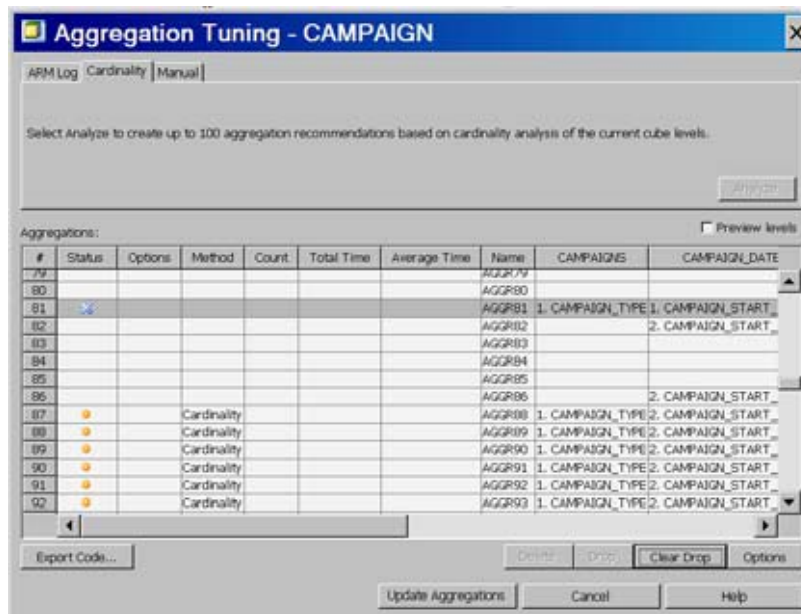 Aggregation Tuning - CAMPAIGN
ARM Log Cardinality Manual
Select Analyze to create up to 100 aggregation recommendations based on cardinality analysis of the current cube levels.
Analyze
Aggregations: Preview levels
# Status Options Method Count Total Time Average Time Name CAMPAIGNS CAMPAIGN_DATE
79 AGGR79
80 AGGR80
81 AGGR81 1. CAMPAIGN_TYPE 1. CAMPAIGN_START_
82 AGGR82 2. CAMPAIGN_START_
83 AGGR83
84 AGGR84
85 AGGR85
86 AGGR86 2. CAMPAIGN_START_
87 Cardinality AGGR88 1. CAMPAIGN_TYPE 2. CAMPAIGN_START_
88 Cardinality AGGR89 1. CAMPAIGN_TYPE 2. CAMPAIGN_START_
89 Cardinality AGGR90 1. CAMPAIGN_TYPE 2. CAMPAIGN_START_
90 Cardinality AGGR91 1. CAMPAIGN_TYPE 2. CAMPAIGN_START_
91 Cardinality AGGR92 1. CAMPAIGN_TYPE 2. CAMPAIGN_START_
92 Cardinality AGGR93 1. CAMPAIGN_TYPE 2. CAMPAIGN_START_
Export Code... Delete Drop Clear Drop Options
Update Aggregations Cancel Help